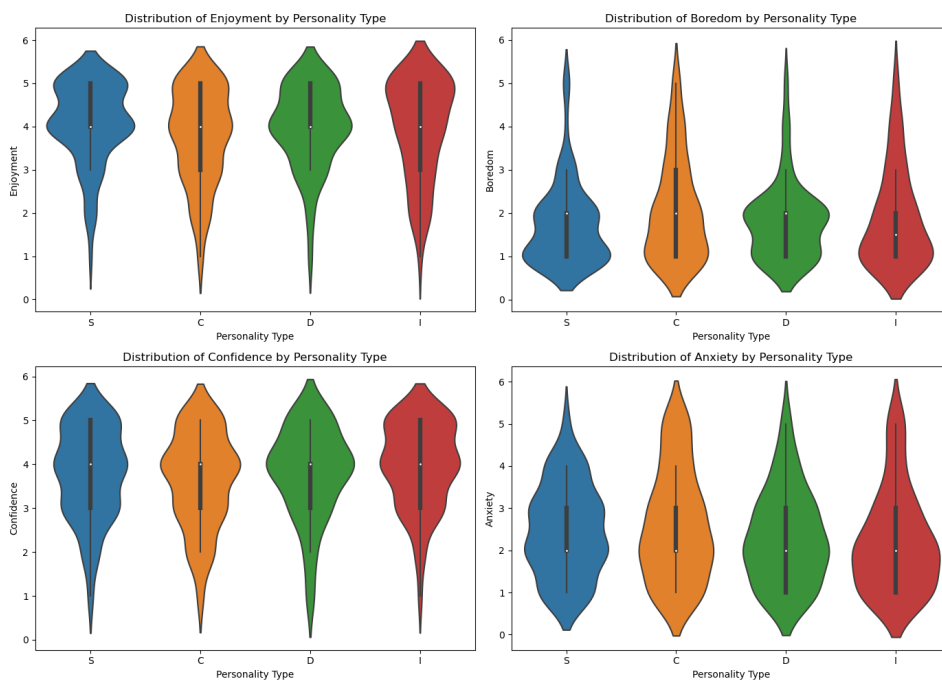 Distribution of Enjoyment by Personality Type
6
5
4
3
2
1
0
Enjoyment
S C D I
Personality Type
Distribution of Boredom by Personality Type
6
5
4
3
2
1
0
Boredom
S C D I
Personality Type
Distribution of Confidence by Personality Type
6
5
4
3
2
1
0
Confidence
S C D I
Personality Type
Distribution of Anxiety by Personality Type
6
5
4
3
2
1
0
Anxiety
S C D I
Personality Type